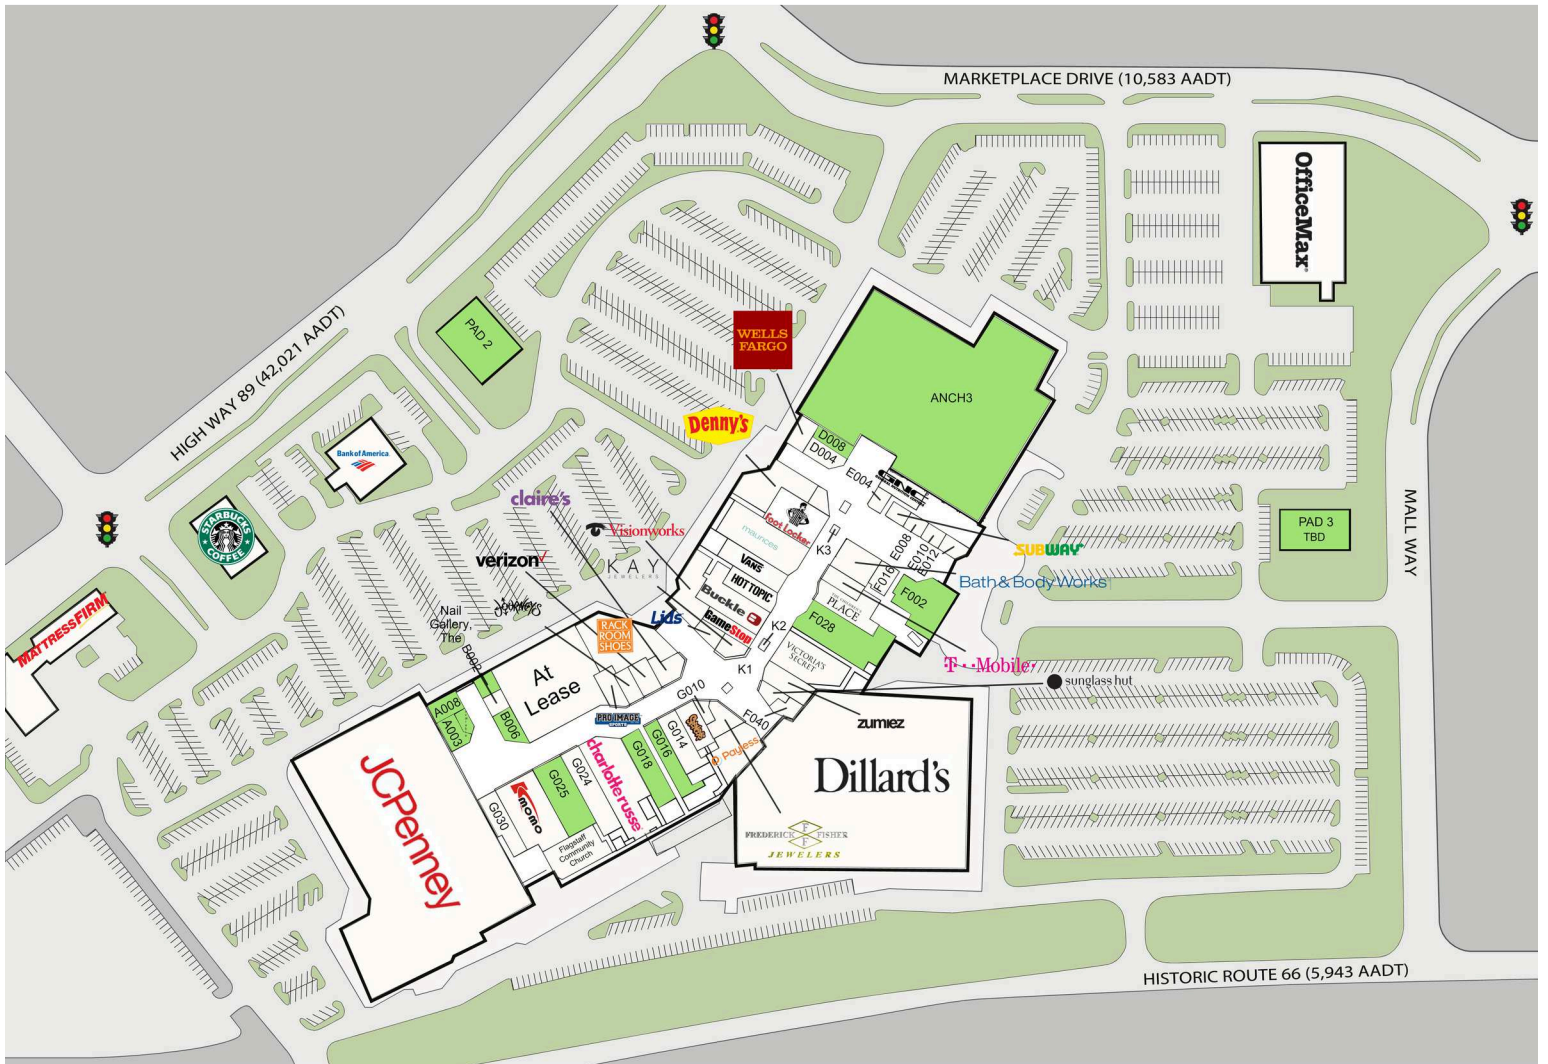 MARKETPLACE DRIVE (10,583 AADT)
OfficeMax
HIGH WAY 89 (42,021 AADT)
PAD 2
WELLS
FARGO
ANCH3
Denny's
D008
D004
E004
GNC
Bank of America
STARBUCKS
COFFEE
claire's
Visionworks
verizon
KAY
JEWELERS
Foot Locker
maurices
VANS
HOT TOPIC
Buckle
GameStop
K3
K2
K1
E008
E010
E012
F016
F002
SUBWAY
Bath & Body Works
PLACE
F028
VICTORIA'S
SECRET
T-Mobile
sunglass hut
zumiez
F040
PAD 3
TBD
MALL WAY
MATTRESSFIRM
Nail
Gallery,
The
B002
Lids
RACK
ROOM
SHOES
At
Lease
A008
A003
B006
PRO IMAGE
SPORTS
G010
G014
G016
G018
Payless
charlotte russe
G024
G025
momo
G030
Flagstaff
Community
Church
JCPenney
Dillard's
FREDERICK FISHER
JEWELERS
HISTORIC ROUTE 66 (5,943 AADT)